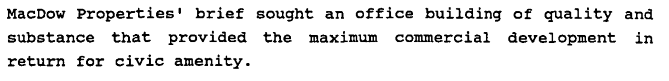 MacDow Properties' brief sought an office building of quality and
substance that provided the maximum commercial development in
return for civic amenity.